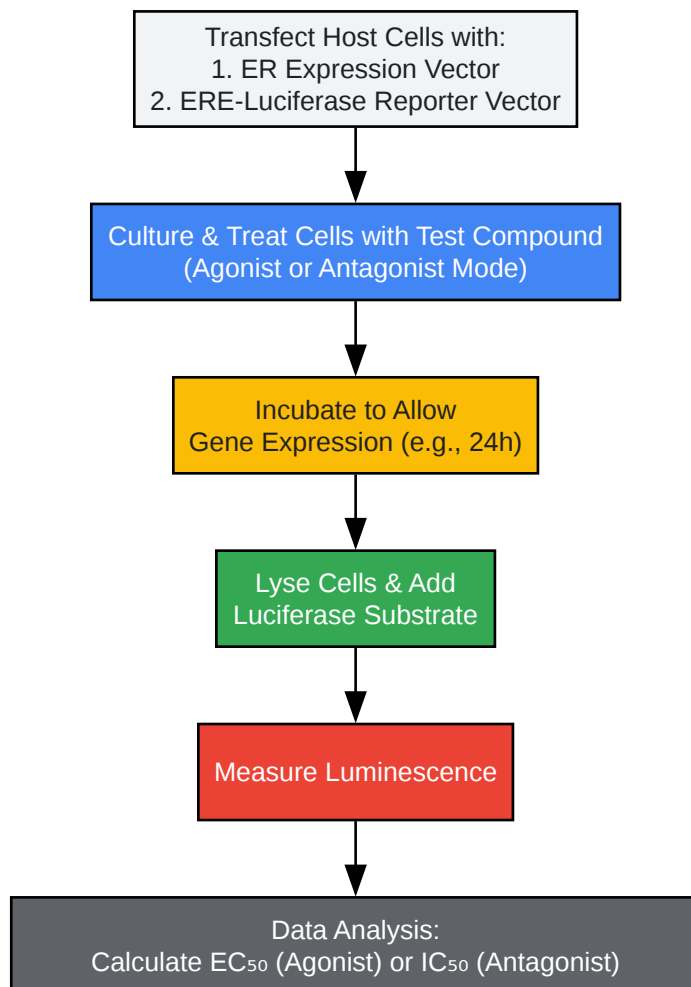 Transfect Host Cells with:
1. ER Expression Vector
2. ERE-Luciferase Reporter Vector
Culture & Treat Cells with Test Compound
(Agonist or Antagonist Mode)
Incubate to Allow
Gene Expression (e.g., 24h)
Lyse Cells & Add
Luciferase Substrate
Measure Luminescence
Data Analysis:
Calculate EC₅₀ (Agonist) or IC₅₀ (Antagonist)